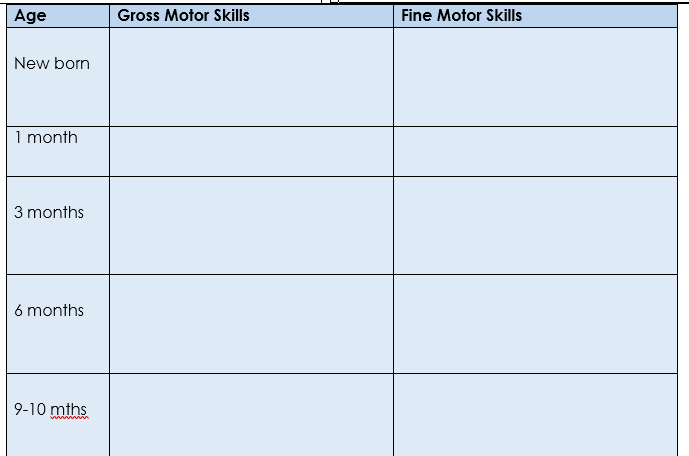 Age Gross Motor Skills Fine Motor Skills
New born
1 month
3 months
6 months
9-10 mths